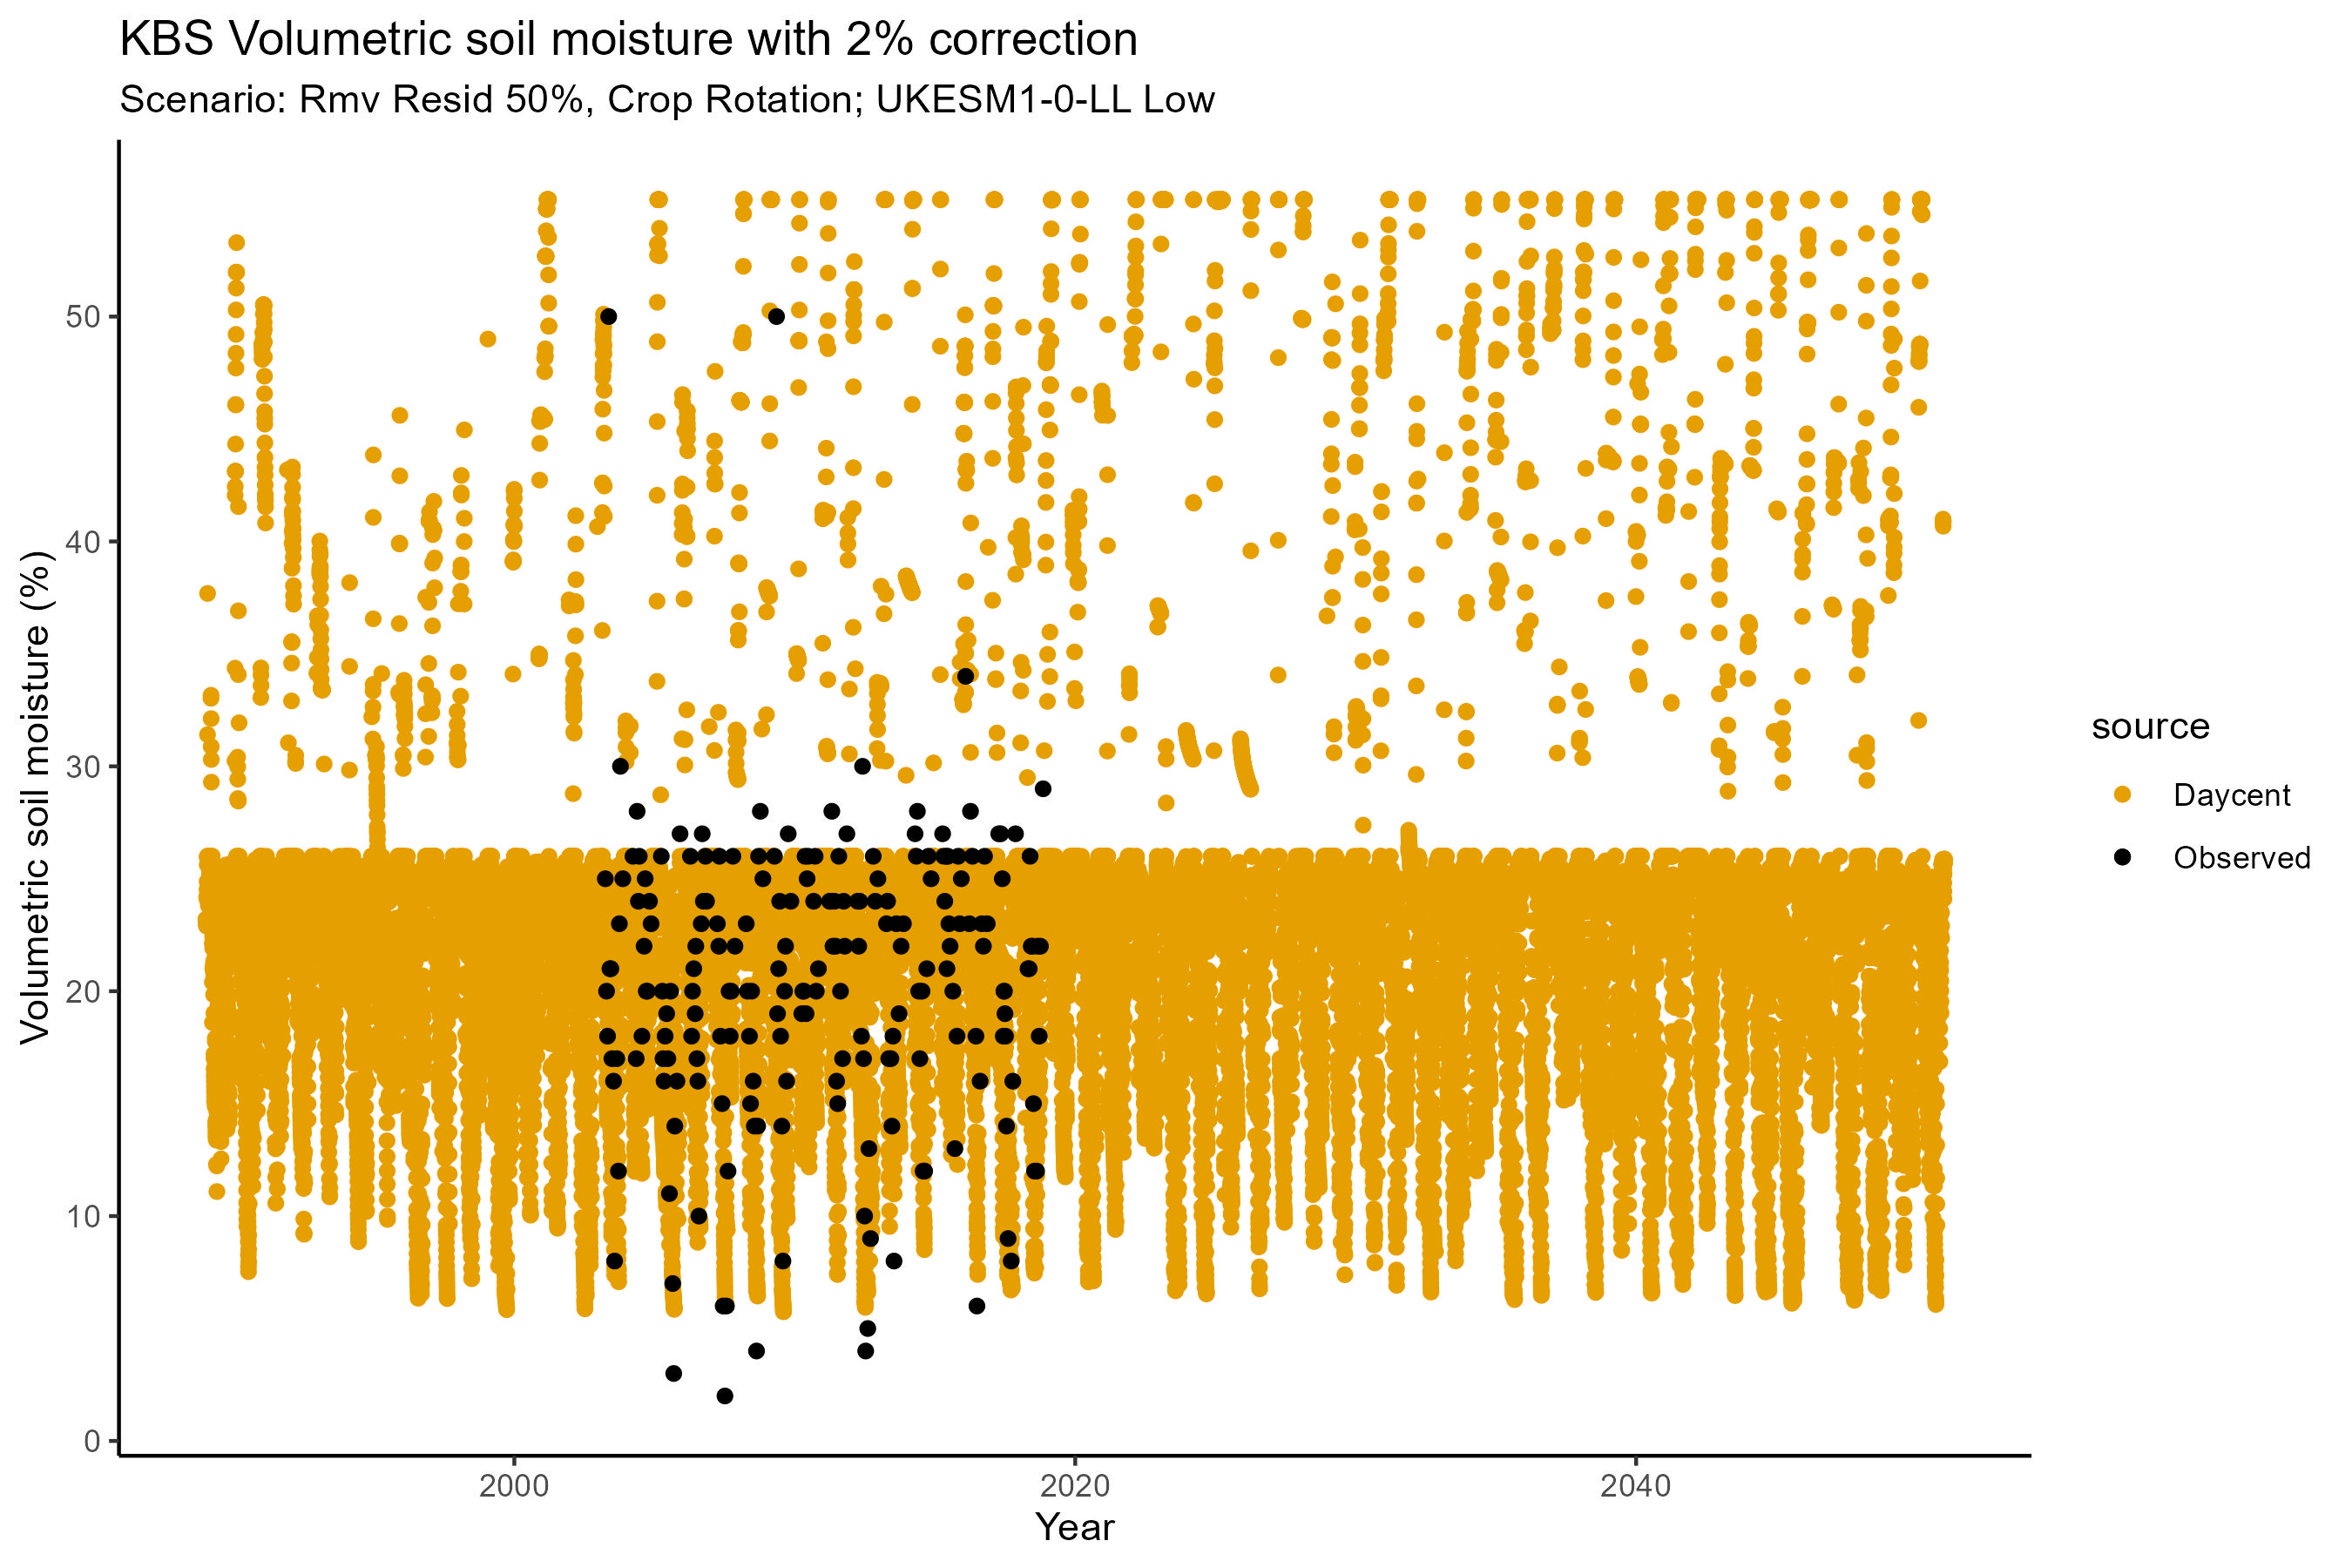 KBS Volumetric soil moisture with 2% correction
Scenario: Rmv Resid 50%, Crop Rotation; UKESM1-0-LL Low
Volumetric soil moisture (%)
50
40
30
20
10
0
2000
2020
2040
Year
source
Daycent
Observed